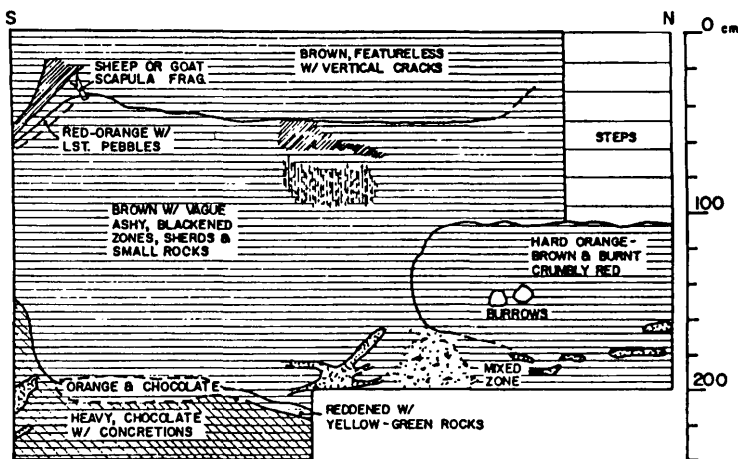 S
N
0 cm
SHEEP OR GOAT
SCAPULA FRAG.
BROWN, FEATURELESS
W/ VERTICAL CRACKS
RED-ORANGE W/
LST. PEBBLES
STEPS
100
BROWN W/ VAGUE
ASHY, BLACKENED
ZONES, SHERDS &
SMALL ROCKS
HARD ORANGE-
BROWN & BURNT
CRUMBLY RED
BURROWS
MIXED
ZONE
ORANGE & CHOCOLATE
200
HEAVY, CHOCOLATE
W/ CONCRETIONS
REDDENED W/
YELLOW-GREEN ROCKS